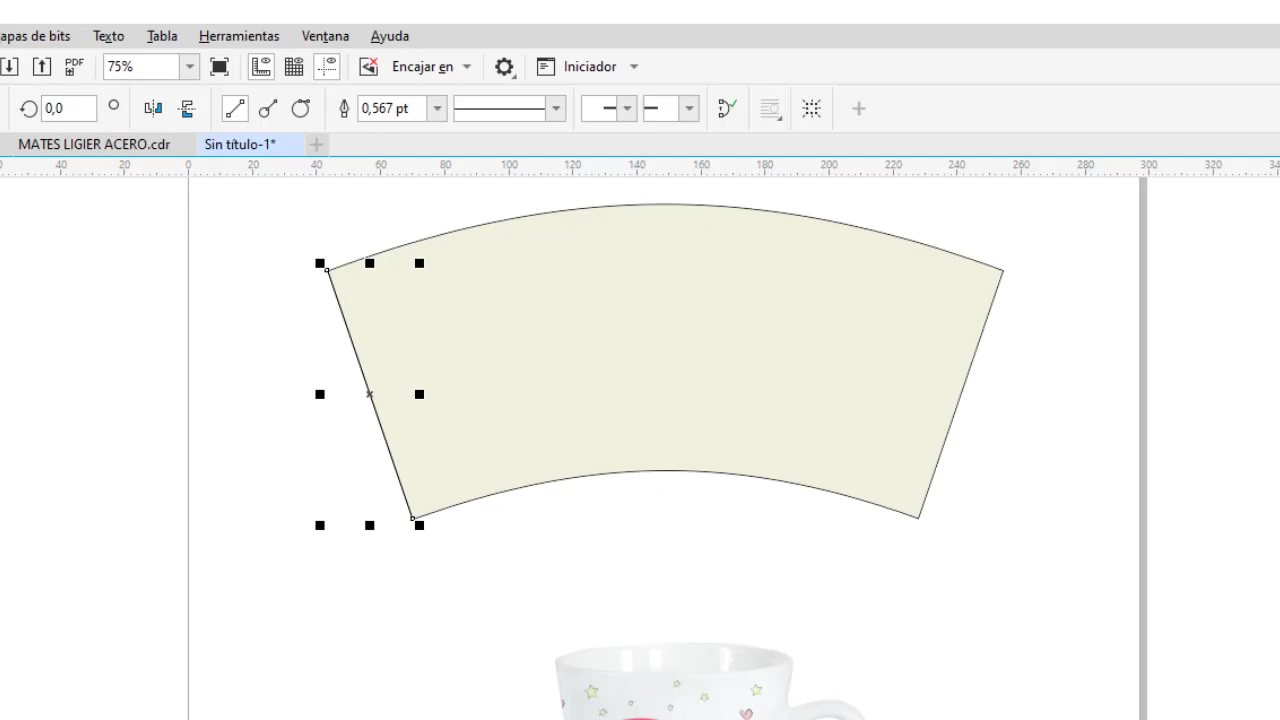 apas de bits Texto Tabla Herramientas Ventana Ayuda
PDF 75% Encajar en Iniciador
0,0 0,567 pt
MATES LIGIER ACERO.cdr Sin título-1*
40 20 0 20 40 60 80 100 120 140 160 180 200 220 240 260 280 300 320